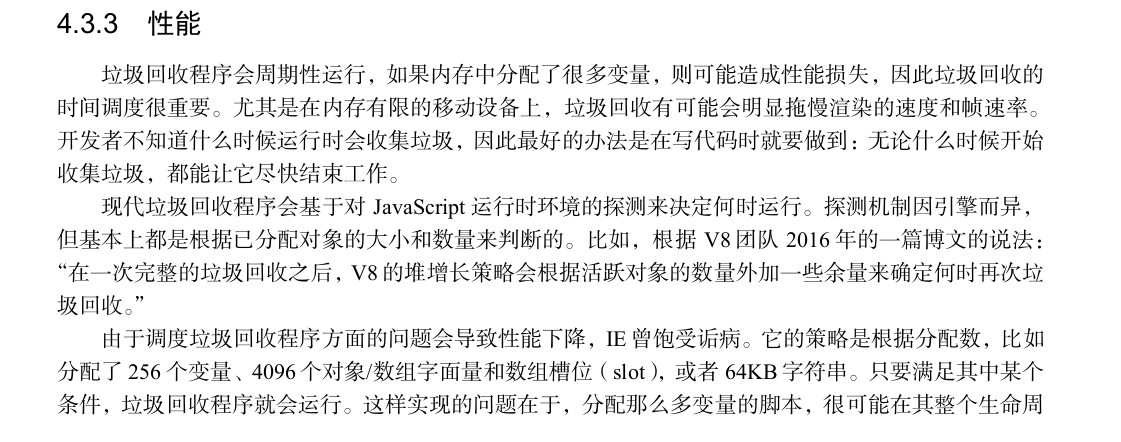 4.3.3 性能
垃圾回收程序会周期性运行，如果内存中分配了很多变量，则可能造成性能损失，因此垃圾回收的
时间调度很重要。尤其是在内存有限的移动设备上，垃圾回收有可能会明显拖慢渲染的速度和帧速率。
开发者不知道什么时候运行时会收集垃圾，因此最好的办法是在写代码时就要做到：无论什么时候开始
收集垃圾，都能让它尽快结束工作。
现代垃圾回收程序会基于对 JavaScript 运行时环境的探测来决定何时运行。探测机制因引擎而异，
但基本上都是根据已分配对象的大小和数量来判断的。比如，根据 V8 团队 2016 年的一篇博文的说法：
“在一次完整的垃圾回收之后，V8 的堆增长策略会根据活跃对象的数量外加一些余量来确定何时再次垃
圾回收。”
由于调度垃圾回收程序方面的问题会导致性能下降，IE 曾饱受诟病。它的策略是根据分配数，比如
分配了 256 个变量、4096 个对象/数组字面量和数组槽位（slot），或者 64KB 字符串。只要满足其中某个
条件，垃圾回收程序就会运行。这样实现的问题在于，分配那么多变量的脚本，很可能在其整个生命周